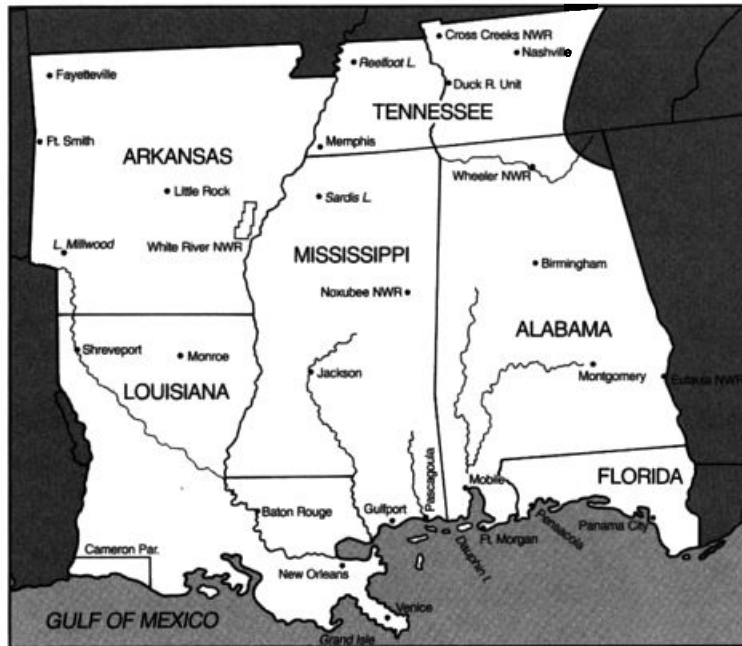 Cross Creeks NWR
Nashville
Fayetteville
Reelfoot L.
Duck R. Unit
TENNESSEE
Ft. Smith
ARKANSAS
Memphis
Wheeler NWR
Little Rock
Sardis L.
L. Millwood
White River NWR
MISSISSIPPI
Birmingham
Noxubee NWR
ALABAMA
Shreveport
Monroe
Jackson
Montgomery
Eufaula NWR
LOUISIANA
Pascagoula
Mobile
FLORIDA
Baton Rouge
Gulfport
Pensacola
Panama City
Ft. Morgan
Dauphin I.
Cameron Par.
New Orleans
Venice
GULF OF MEXICO
Grand Isle